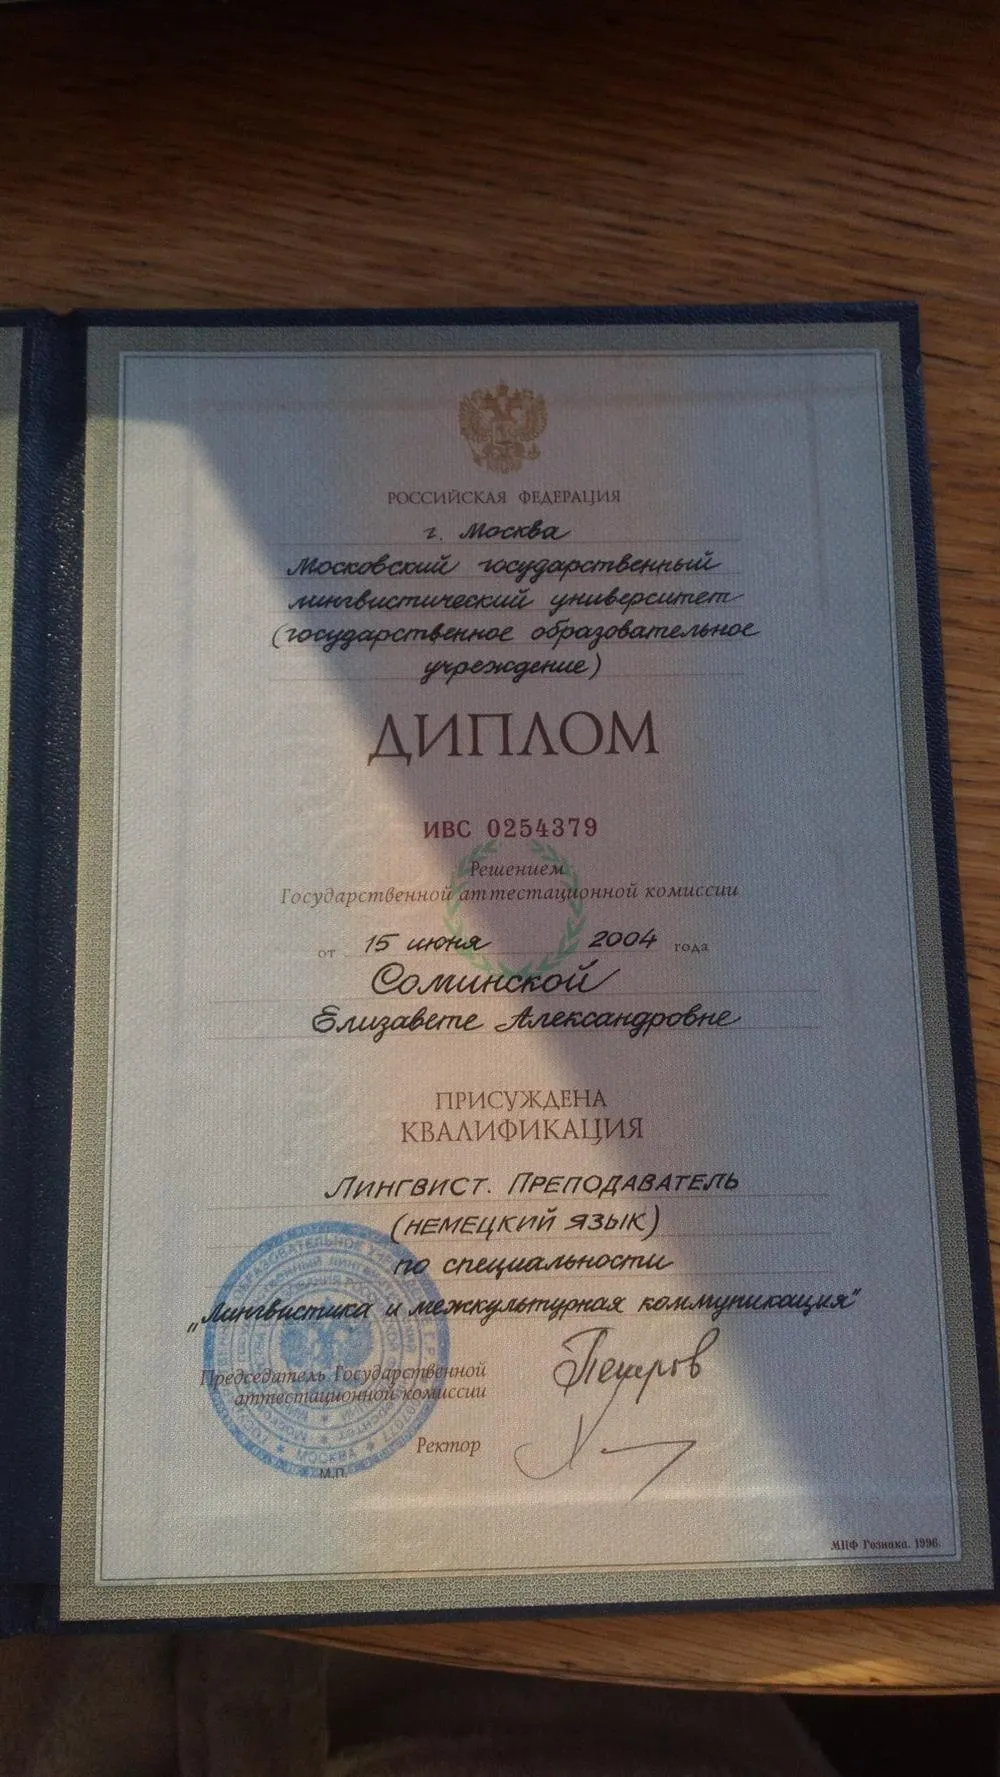 РОССИЙСКАЯ ФЕДЕРАЦИЯ
г. Москва
Московский государственный
лингвистический университет
(государственное образовательное
учреждение)
ДИПЛОМ
ИВС 0254379
Решением
Государственной аттестационной комиссии
от 15 июня 2004 года
Соминской
Елизавете Александровне
ПРИСУЖДЕНА
КВАЛИФИКАЦИЯ
ЛИНГВИСТ. ПРЕПОДАВАТЕЛЬ
(НЕМЕЦКИЙ ЯЗЫК)
по специальности
„Лингвистика и межкультурная коммуникация"
Председатель Государственной
аттестационной комиссии
Петров
Ректор
МОСКВА
М.П.
МПФ Гознака. 1996.